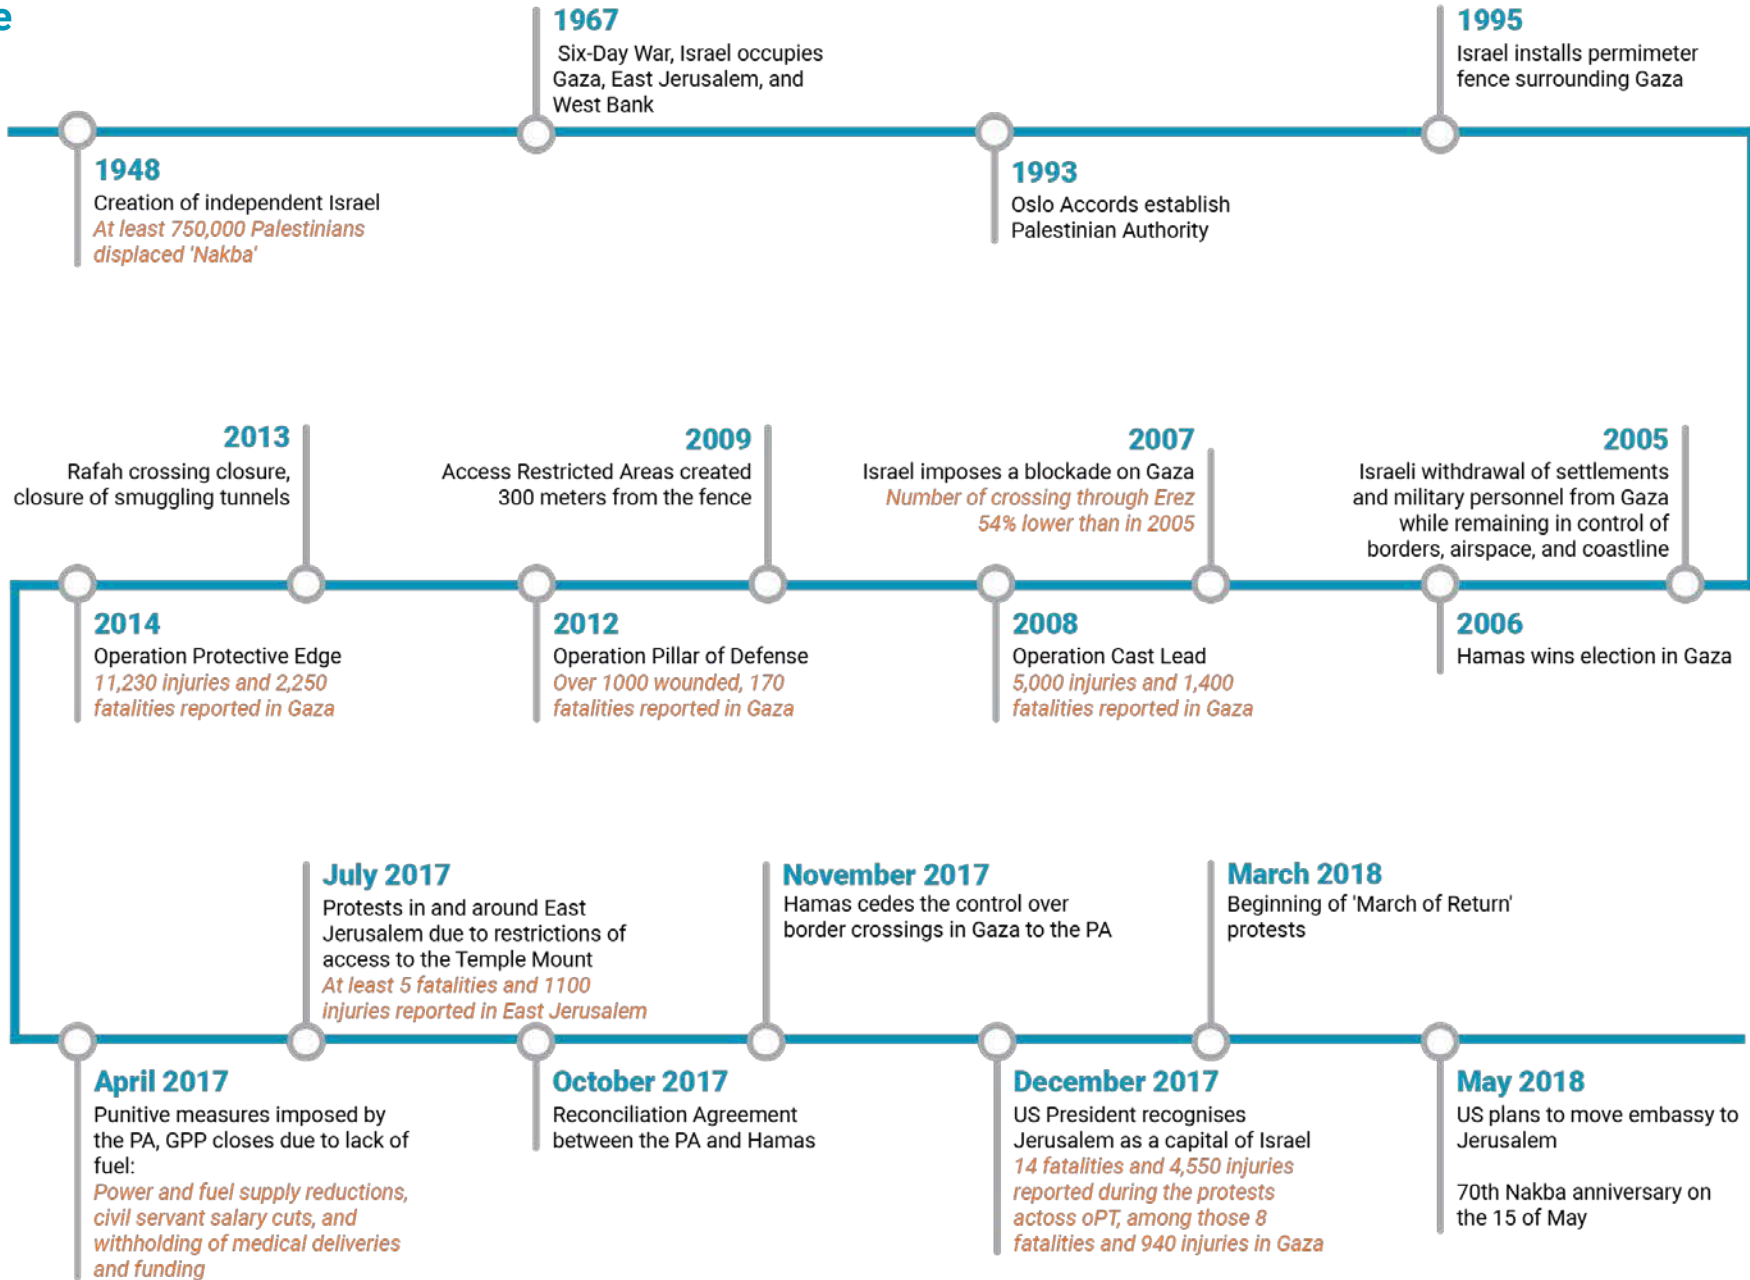 e
1967
Six-Day War, Israel occupies
Gaza, East Jerusalem, and
West Bank
1995
Israel installs permimeter
fence surrounding Gaza
1948
Creation of independent Israel
At least 750,000 Palestinians
displaced 'Nakba'
1993
Oslo Accords establish
Palestinian Authority
2013
Rafah crossing closure,
closure of smuggling tunnels
2009
Access Restricted Areas created
300 meters from the fence
2007
Israel imposes a blockade on Gaza
Number of crossing through Erez
54% lower than in 2005
2005
Israeli withdrawal of settlements
and military personnel from Gaza
while remaining in control of
borders, airspace, and coastline
2014
Operation Protective Edge
11,230 injuries and 2,250
fatalities reported in Gaza
2012
Operation Pillar of Defense
Over 1000 wounded, 170
fatalities reported in Gaza
2008
Operation Cast Lead
5,000 injuries and 1,400
fatalities reported in Gaza
2006
Hamas wins election in Gaza
July 2017
Protests in and around East
Jerusalem due to restrictions of
access to the Temple Mount
At least 5 fatalities and 1100
injuries reported in East Jerusalem
November 2017
Hamas cedes the control over
border crossings in Gaza to the PA
March 2018
Beginning of 'March of Return'
protests
April 2017
Punitive measures imposed by
the PA, GPP closes due to lack of
fuel:
Power and fuel supply reductions,
civil servant salary cuts, and
withholding of medical deliveries
and funding
October 2017
Reconciliation Agreement
between the PA and Hamas
December 2017
US President recognises
Jerusalem as a capital of Israel
14 fatalities and 4,550 injuries
reported during the protests
actoss oPT, among those 8
fatalities and 940 injuries in Gaza
May 2018
US plans to move embassy to
Jerusalem
70th Nakba anniversary on
the 15 of May